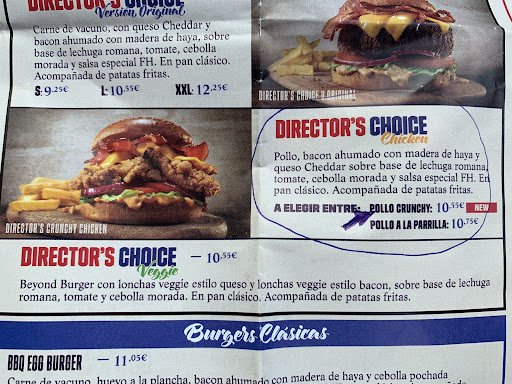 DIRECTOR'S CHOICE
Versión Original
Carne de vacuno, con queso Cheddar y
bacon ahumado con madera de haya, sobre
base de lechuga romana, tomate, cebolla
morada y salsa especial FH. En pan clásico.
Acompañada de patatas fritas.
S: 9,25€ L: 10,55€ XXL: 12,25€
DIRECTOR'S CHOICE V.ORIGINAL
DIRECTOR'S CRUNCHY CHICKEN
DIRECTOR'S CHOICE
Chicken
Pollo, bacon ahumado con madera de haya y
queso Cheddar sobre base de lechuga romana,
tomate, cebolla morada y salsa especial FH. En
pan clásico. Acompañada de patatas fritas.
A ELEGIR ENTRE: POLLO CRUNCHY: 10,55€ NEW
POLLO A LA PARRILLA: 10,75€
DIRECTOR'S CHOICE — 10,55€
Veggie
Beyond Burger con lonchas veggie estilo queso y lonchas veggie estilo bacon, sobre base de lechuga
romana, tomate y cebolla morada. En pan clásico. Acompañada de patatas fritas.
Burgers Clásicas
BBQ EGG BURGER — 11,05€
Carne de vacuno, huevo a la plancha, bacon ahumado con madera de haya y cebolla pochada